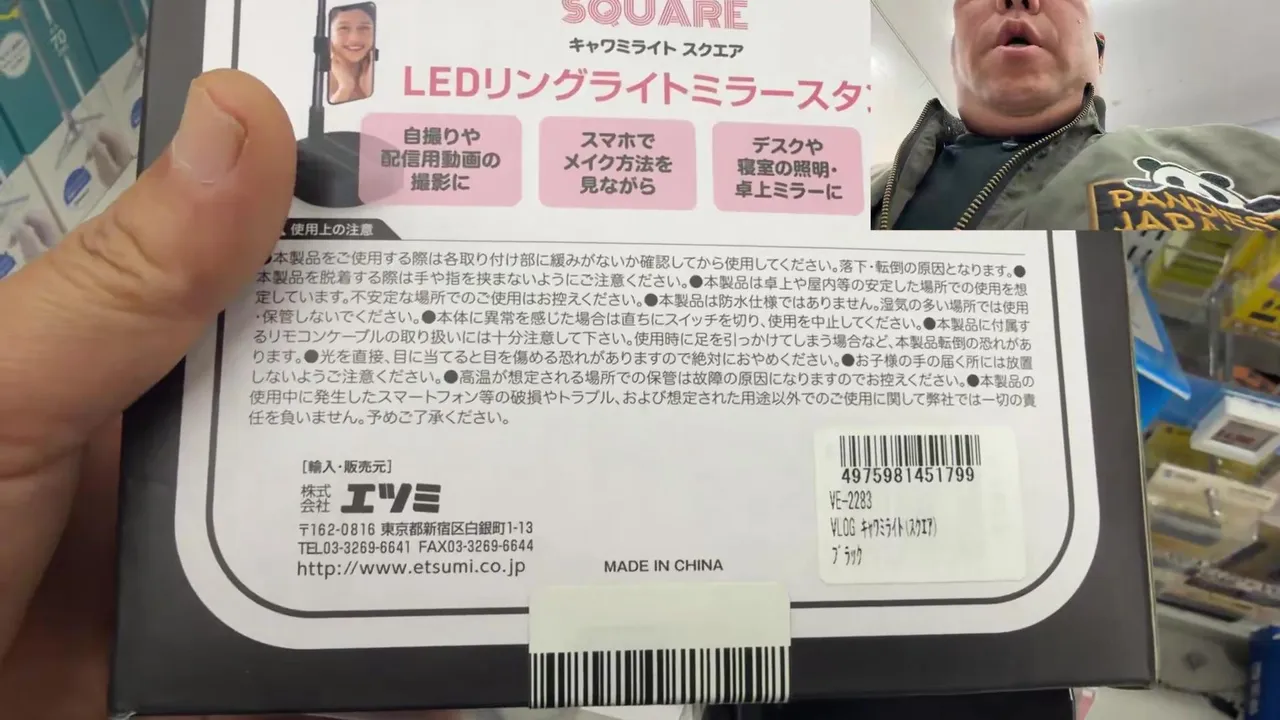 SQUARE
キャワミライト スクエア
LEDリングライトミラースタ
自撮りや
配信用動画の
撮影に
スマホで
メイク方法を
見ながら
デスクや
寝室の照明・
卓上ミラーに
使用上の注意
●本製品をご使用する際は各取り付け部に緩みがないか確認してから使用してください。落下・転倒の原因となります。●
本製品を脱着する際は手や指を挟まないようにご注意ください。●本製品は卓上や屋内等の安定した場所での使用を想
定しています。不安定な場所でのご使用はお控えください。●本製品は防水仕様ではありません。湿気の多い場所では使用
・保管しないでください。●本体に異常を感じた場合は直ちにスイッチを切り、使用を中止してください。●本製品に付属す
るリモコンケーブルの取り扱いには十分注意して下さい。使用時に足を引っかけてしまう場合など、本製品転倒の恐れがあ
ります。●光を直接、目に当てると目を傷める恐れがありますので絶対におやめください。●お子様の手の届く所には放置
しないようご注意ください。●高温が想定される場所での保管は故障の原因になりますのでお控えください。●本製品の
使用中に発生したスマートフォン等の破損やトラブル、および想定された用途以外でのご使用に関して弊社では一切の責
任を負いません。予めご了承ください。
[輸入・販売元]
株式会社 エツミ
〒162-0816 東京都新宿区白銀町1-13
TEL03-3269-6641 FAX03-3269-6644
http://www.etsumi.co.jp
MADE IN CHINA
4975981451799
VE-2283
VLOG キャワミライト(スクエア)
ブラック
PANDIES
JAPAN